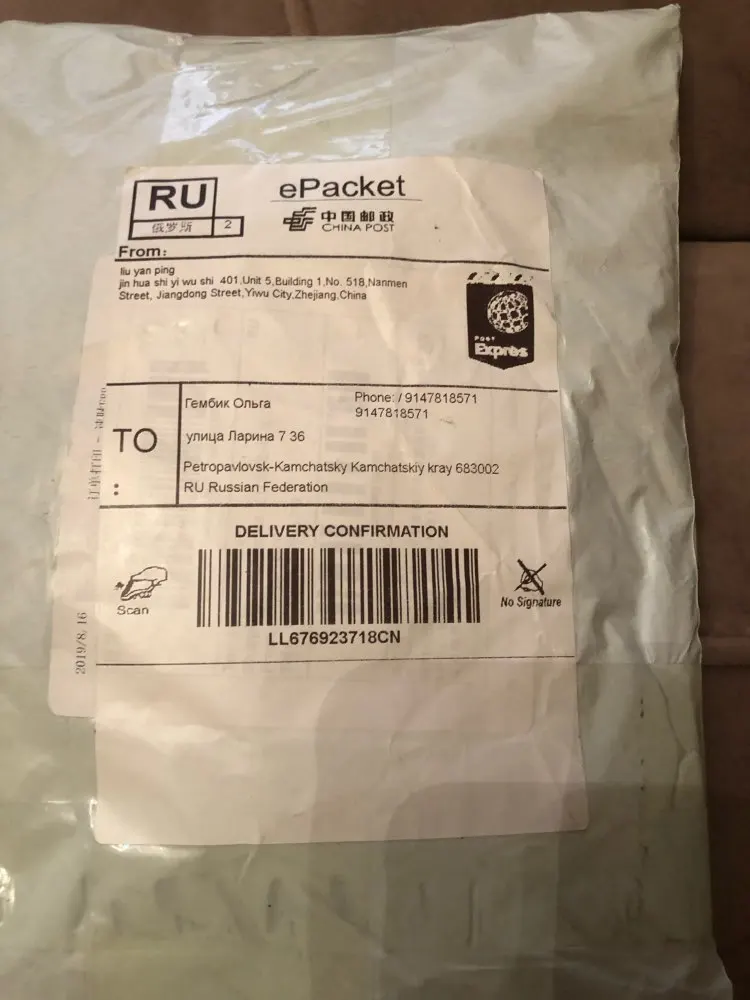 RU
俄罗斯 2
ePacket
中国邮政
CHINA POST
From:
liu yan ping
jin hua shi yi wu shi 401,Unit 5,Building 1,No. 518,Nanmen
Street, Jiangdong Street,Yiwu City,Zhejiang,China
POST
Expres
TO
:
Гембик Ольга
Phone: / 9147818571
9147818571
улица Ларина 7 36
Petropavlovsk-Kamchatsky Kamchatskiy kray 683002
RU Russian Federation
DELIVERY CONFIRMATION
Scan
No Signature
LL676923718CN
2019/8/16